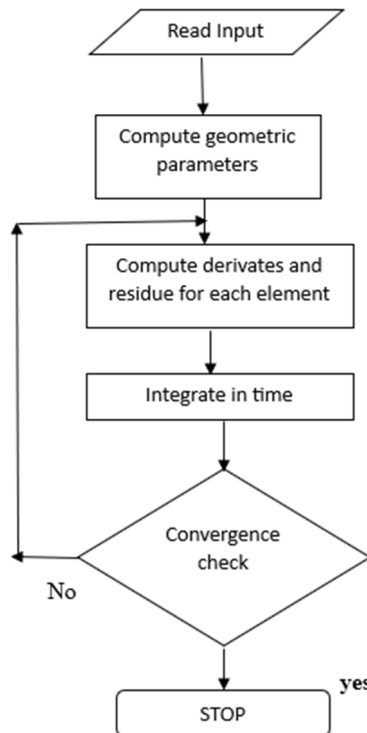 Read Input
Compute geometric
parameters
Compute derivates and
residue for each element
Integrate in time
Convergence
check
No
yes
STOP